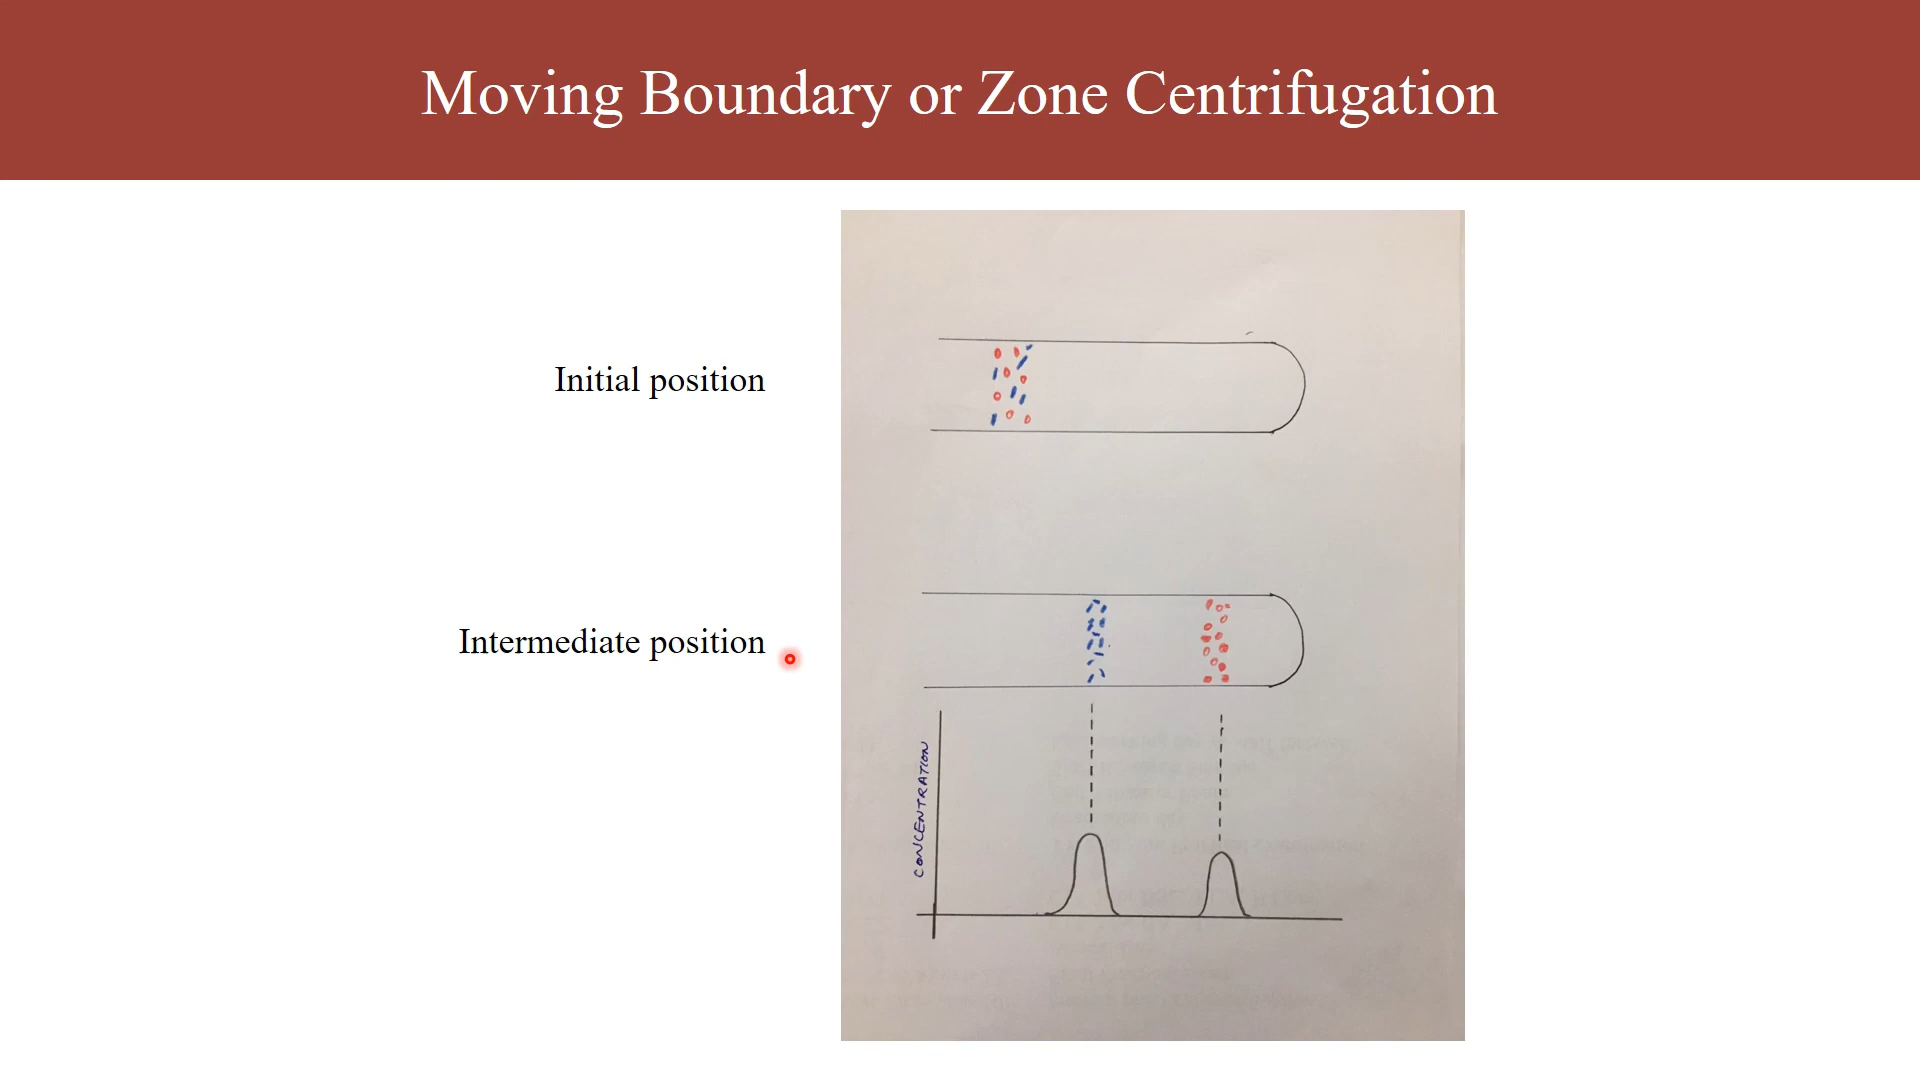 Moving Boundary or Zone Centrifugation
Initial position
Intermediate position
CONCENTRATION